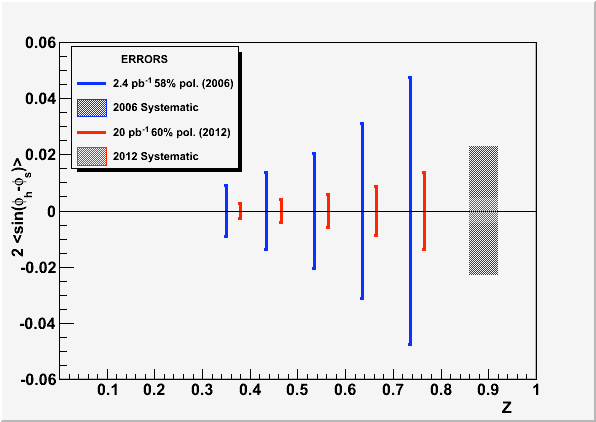 ERRORS
2.4 pb⁻¹ 58% pol. (2006)
2006 Systematic
20 pb⁻¹ 60% pol. (2012)
2012 Systematic
2 <sin(ϕh-ϕs)>
0.06
0.04
0.02
0
-0.02
-0.04
-0.06
0.1 0.2 0.3 0.4 0.5 0.6 0.7 0.8 0.9 1
Z